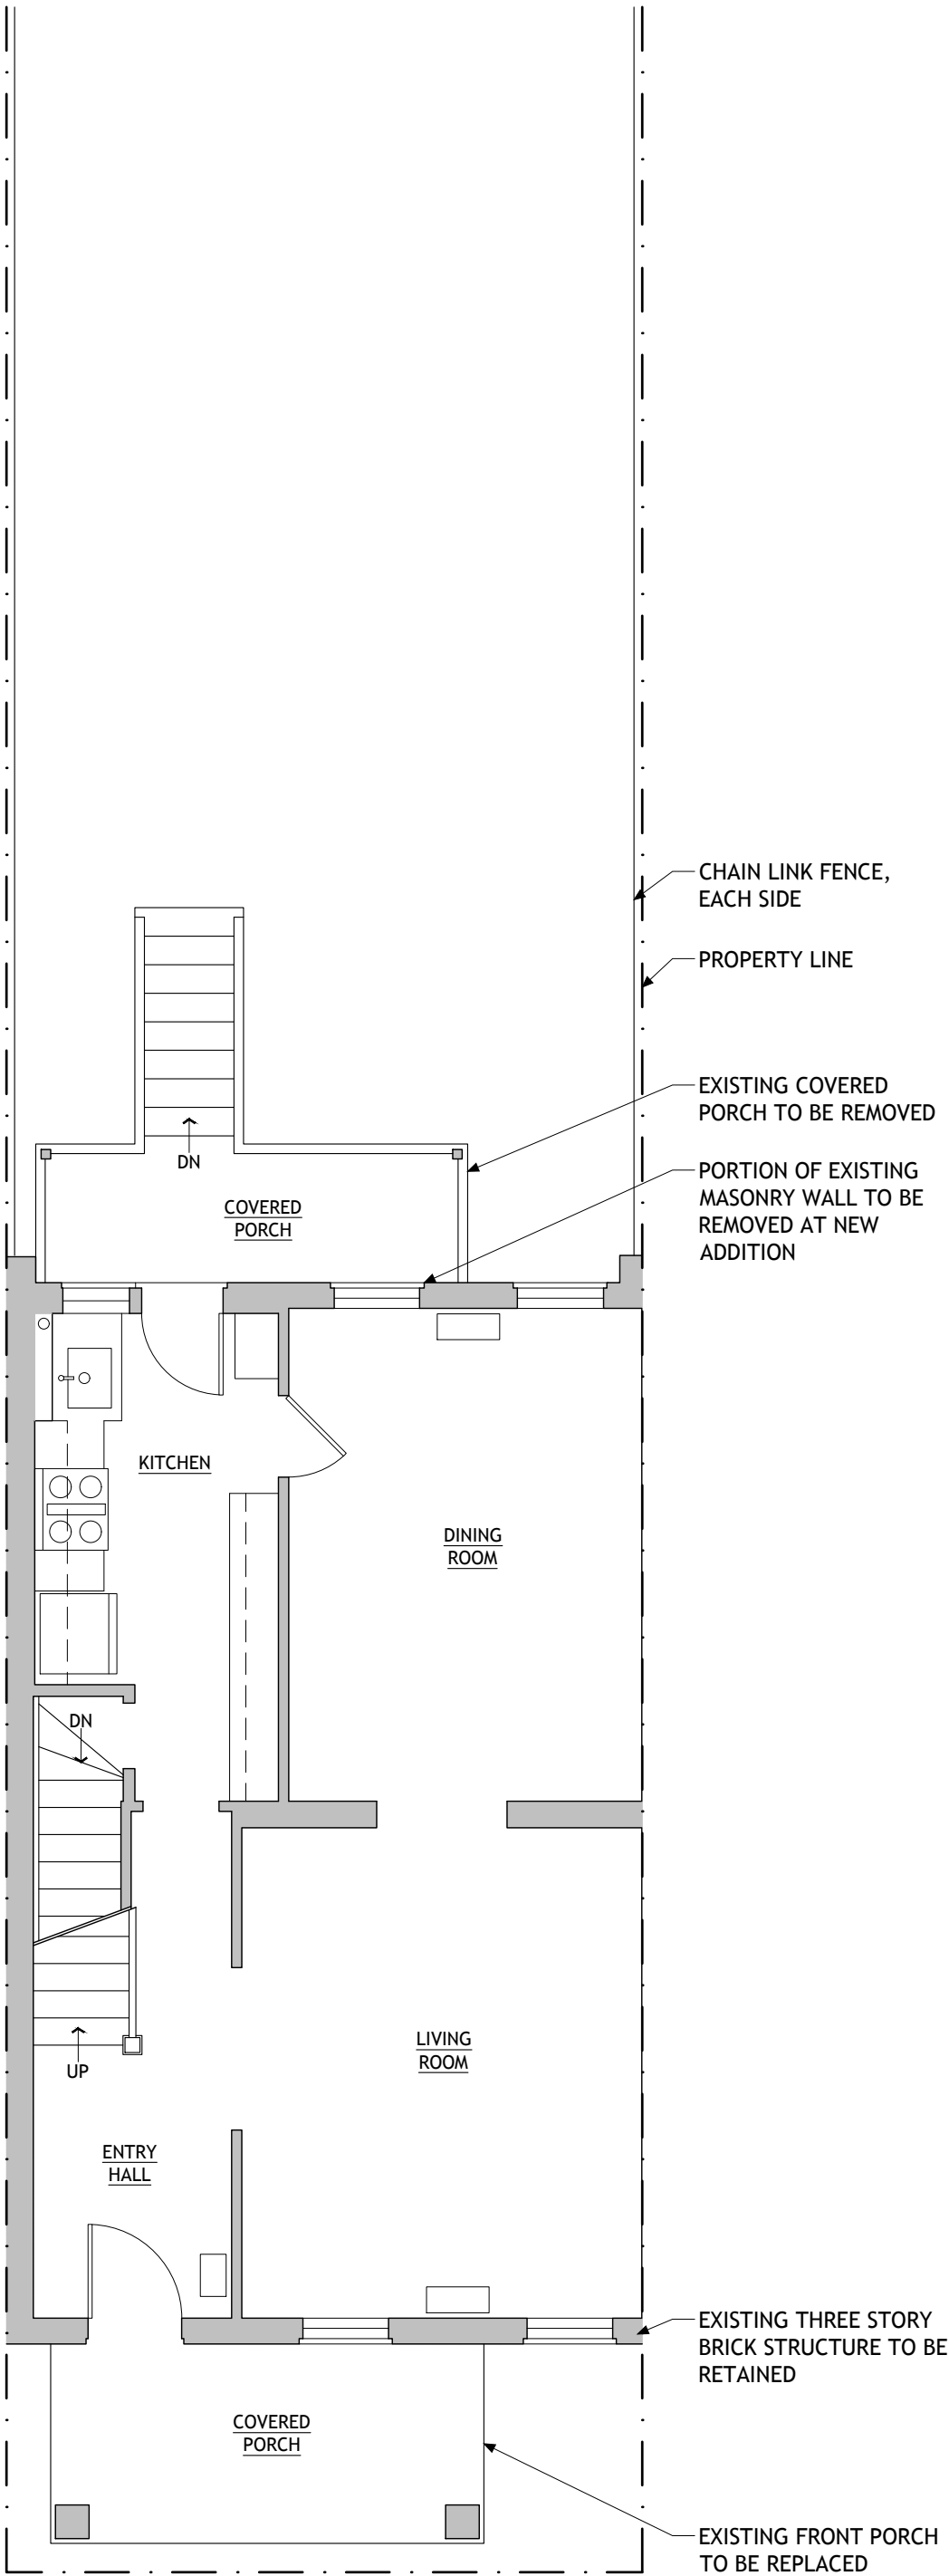 CHAIN LINK FENCE,
EACH SIDE
PROPERTY LINE
EXISTING COVERED
PORCH TO BE REMOVED
DN
PORTION OF EXISTING
MASONRY WALL TO BE
REMOVED AT NEW
ADDITION
COVERED
PORCH
KITCHEN
DINING
ROOM
DN
LIVING
ROOM
UP
ENTRY
HALL
EXISTING THREE STORY
BRICK STRUCTURE TO BE
RETAINED
COVERED
PORCH
EXISTING FRONT PORCH
TO BE REPLACED